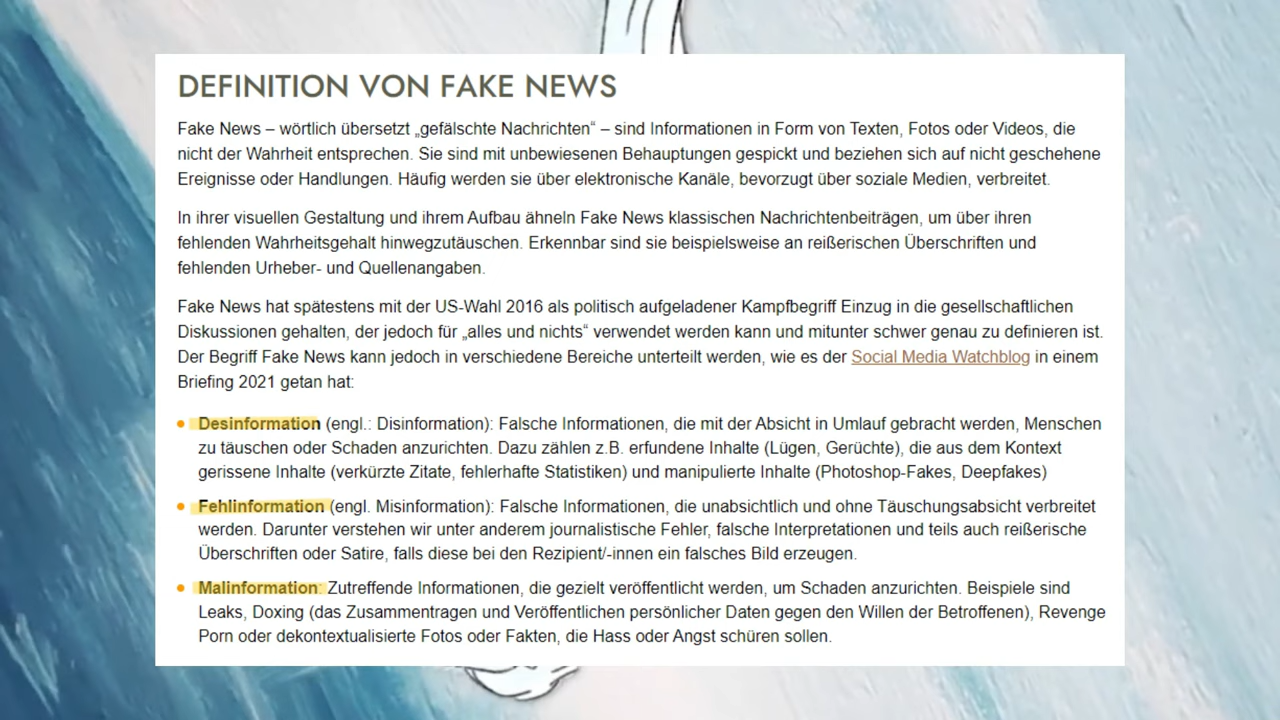 DEFINITION VON FAKE NEWS
Fake News – wörtlich übersetzt „gefälschte Nachrichten“ – sind Informationen in Form von Texten, Fotos oder Videos, die
nicht der Wahrheit entsprechen. Sie sind mit unbewiesenen Behauptungen gespickt und beziehen sich auf nicht geschehene
Ereignisse oder Handlungen. Häufig werden sie über elektronische Kanäle, bevorzugt über soziale Medien, verbreitet.
In ihrer visuellen Gestaltung und ihrem Aufbau ähneln Fake News klassischen Nachrichtenbeiträgen, um über ihren
fehlenden Wahrheitsgehalt hinwegzutäuschen. Erkennbar sind sie beispielsweise an reißerischen Überschriften und
fehlenden Urheber- und Quellenangaben.
Fake News hat spätestens mit der US-Wahl 2016 als politisch aufgeladener Kampfbegriff Einzug in die gesellschaftlichen
Diskussionen gehalten, der jedoch für „alles und nichts“ verwendet werden kann und mitunter schwer genau zu definieren ist.
Der Begriff Fake News kann jedoch in verschiedene Bereiche unterteilt werden, wie es der Social Media Watchblog in einem
Briefing 2021 getan hat:
• Desinformation (engl.: Disinformation): Falsche Informationen, die mit der Absicht in Umlauf gebracht werden, Menschen
zu täuschen oder Schaden anzurichten. Dazu zählen z.B. erfundene Inhalte (Lügen, Gerüchte), die aus dem Kontext
gerissene Inhalte (verkürzte Zitate, fehlerhafte Statistiken) und manipulierte Inhalte (Photoshop-Fakes, Deepfakes)
• Fehlinformation (engl. Misinformation): Falsche Informationen, die unabsichtlich und ohne Täuschungsabsicht verbreitet
werden. Darunter verstehen wir unter anderem journalistische Fehler, falsche Interpretationen und teils auch reißerische
Überschriften oder Satire, falls diese bei den Rezipient/-innen ein falsches Bild erzeugen.
• Malinformation: Zutreffende Informationen, die gezielt veröffentlicht werden, um Schaden anzurichten. Beispiele sind
Leaks, Doxing (das Zusammentragen und Veröffentlichen persönlicher Daten gegen den Willen der Betroffenen), Revenge
Porn oder dekontextualisierte Fotos oder Fakten, die Hass oder Angst schüren sollen.